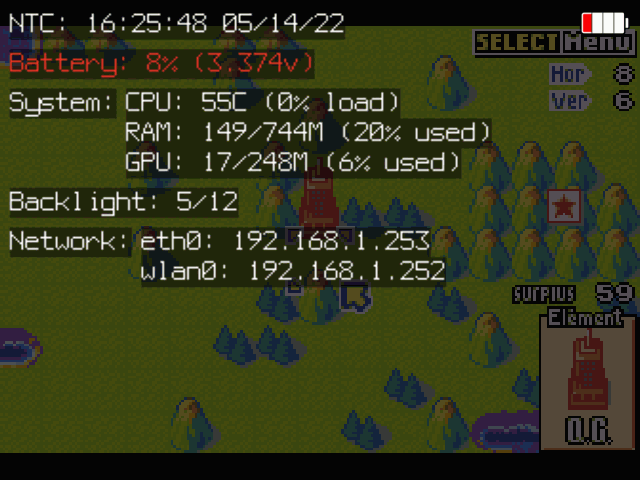 NTC: 16:25:48 05/14/22
SELECT Menu
Battery: 8% (3.374v)
Hor 8
System: CPU: 55C (0% load)
Ver 6
RAM: 149/744M (20% used)
GPU: 17/248M (6% used)
Backlight: 5/12
Network: eth0: 192.168.1.253
wlan0: 192.168.1.252
SURPlUS 59
Element
Q.G.